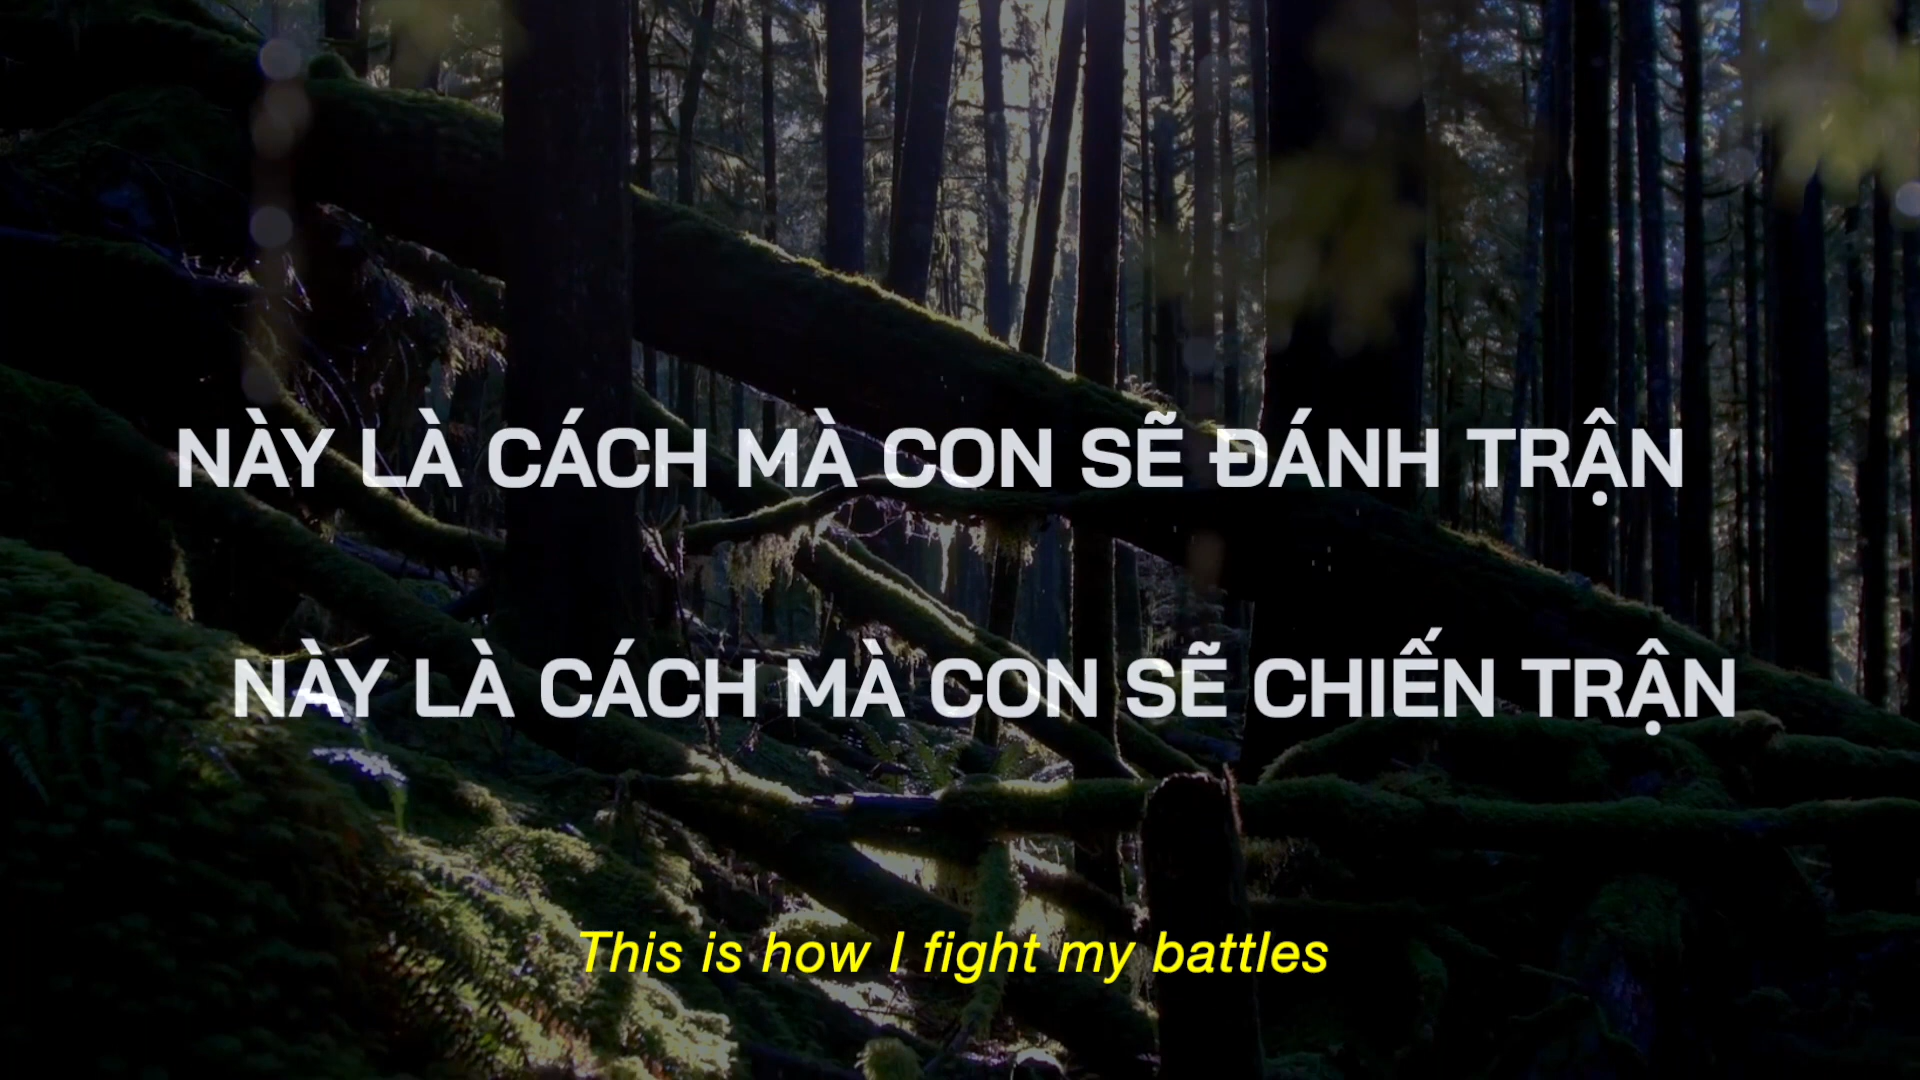 NÀY LÀ CÁCH MÀ CON SẼ ĐÁNH TRẬN
NÀY LÀ CÁCH MÀ CON SẼ CHIẾN TRẬN
This is how I fight my battles